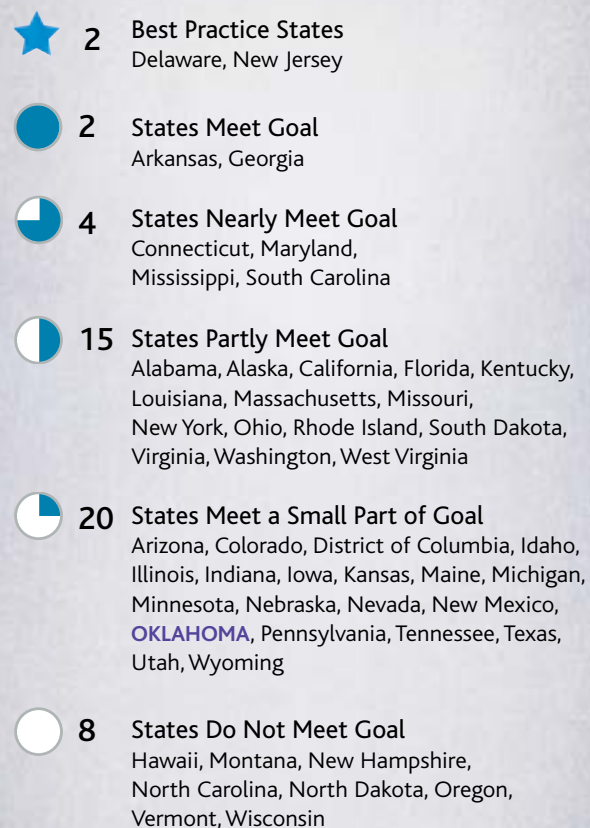 2 Best Practice States
Delaware, New Jersey
2 States Meet Goal
Arkansas, Georgia
4 States Nearly Meet Goal
Connecticut, Maryland,
Mississippi, South Carolina
15 States Partly Meet Goal
Alabama, Alaska, California, Florida, Kentucky,
Louisiana, Massachusetts, Missouri,
New York, Ohio, Rhode Island, South Dakota,
Virginia, Washington, West Virginia
20 States Meet a Small Part of Goal
Arizona, Colorado, District of Columbia, Idaho,
Illinois, Indiana, Iowa, Kansas, Maine, Michigan,
Minnesota, Nebraska, Nevada, New Mexico,
OKLAHOMA, Pennsylvania, Tennessee, Texas,
Utah, Wyoming
8 States Do Not Meet Goal
Hawaii, Montana, New Hampshire,
North Carolina, North Dakota, Oregon,
Vermont, Wisconsin